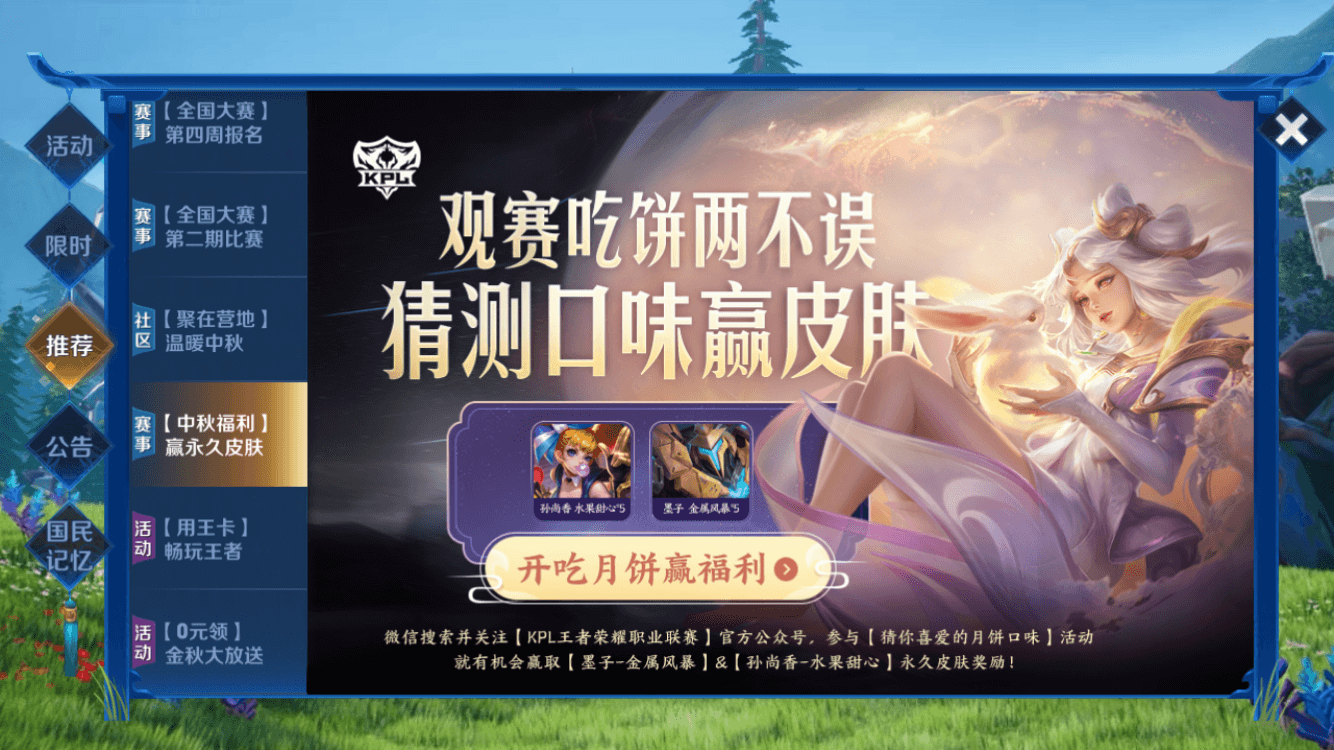 活动
限时
推荐
公告
国民
记忆
赛事
【全国大赛】
第四周报名
赛事
【全国大赛】
第二期比赛
社区
【聚在营地】
温暖中秋
赛事
【中秋福利】
赢永久皮肤
活动
【用王卡】
畅玩王者
活动
【0元领】
金秋大放送
KPL
观赛吃饼两不误
猜测口味赢皮肤
孙尚香 水果甜心*5
墨子 金属风暴*5
开吃月饼赢福利
微信搜索并关注【KPL王者荣耀职业联赛】官方公众号,参与【猜你喜爱的月饼口味】活动
就有机会赢取【墨子-金属风暴】&【孙尚香-水果甜心】永久皮肤奖励!